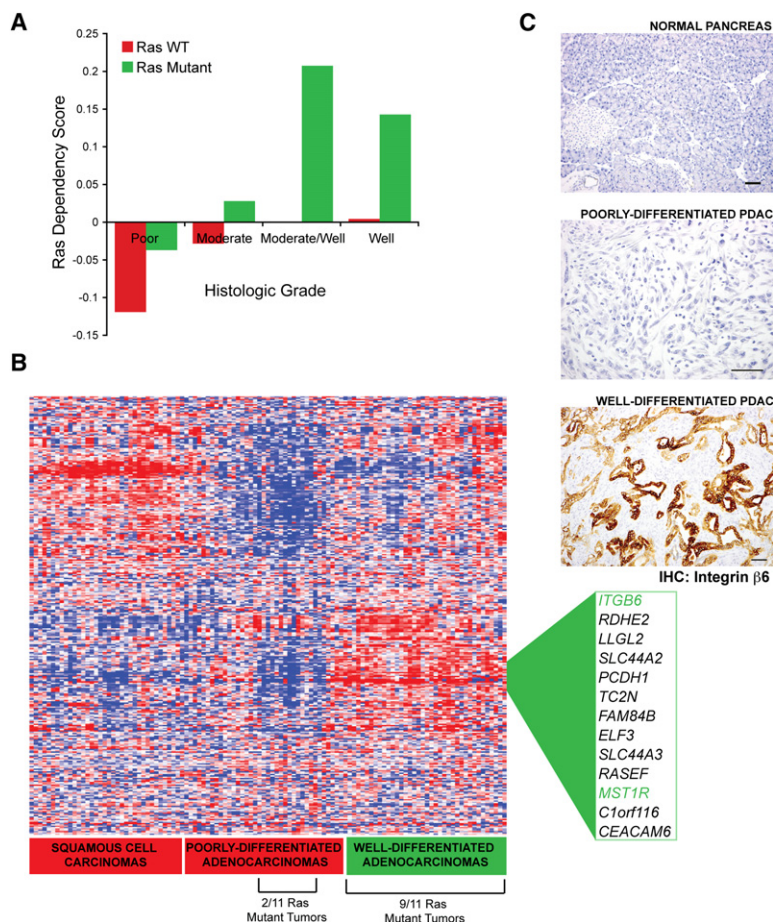 A
Ras WT
Ras Mutant
Ras Dependency Score
0.25
0.2
0.15
0.1
0.05
0
-0.05
-0.1
-0.15
Poor
Moderate
Moderate/Well
Well
Histologic Grade
B
SQUAMOUS CELL
CARCINOMAS
POORLY-DIFFERENTIATED
ADENOCARCINOMAS
WELL-DIFFERENTIATED
ADENOCARCINOMAS
2/11 Ras
Mutant Tumors
9/11 Ras
Mutant Tumors
C
NORMAL PANCREAS
POORLY-DIFFERENTIATED PDAC
WELL-DIFFERENTIATED PDAC
IHC: Integrin β6
ITGB6
RDHE2
LLGL2
SLC44A2
PCDH1
TC2N
FAM84B
ELF3
SLC44A3
RASEF
MST1R
C1orf116
CEACAM6